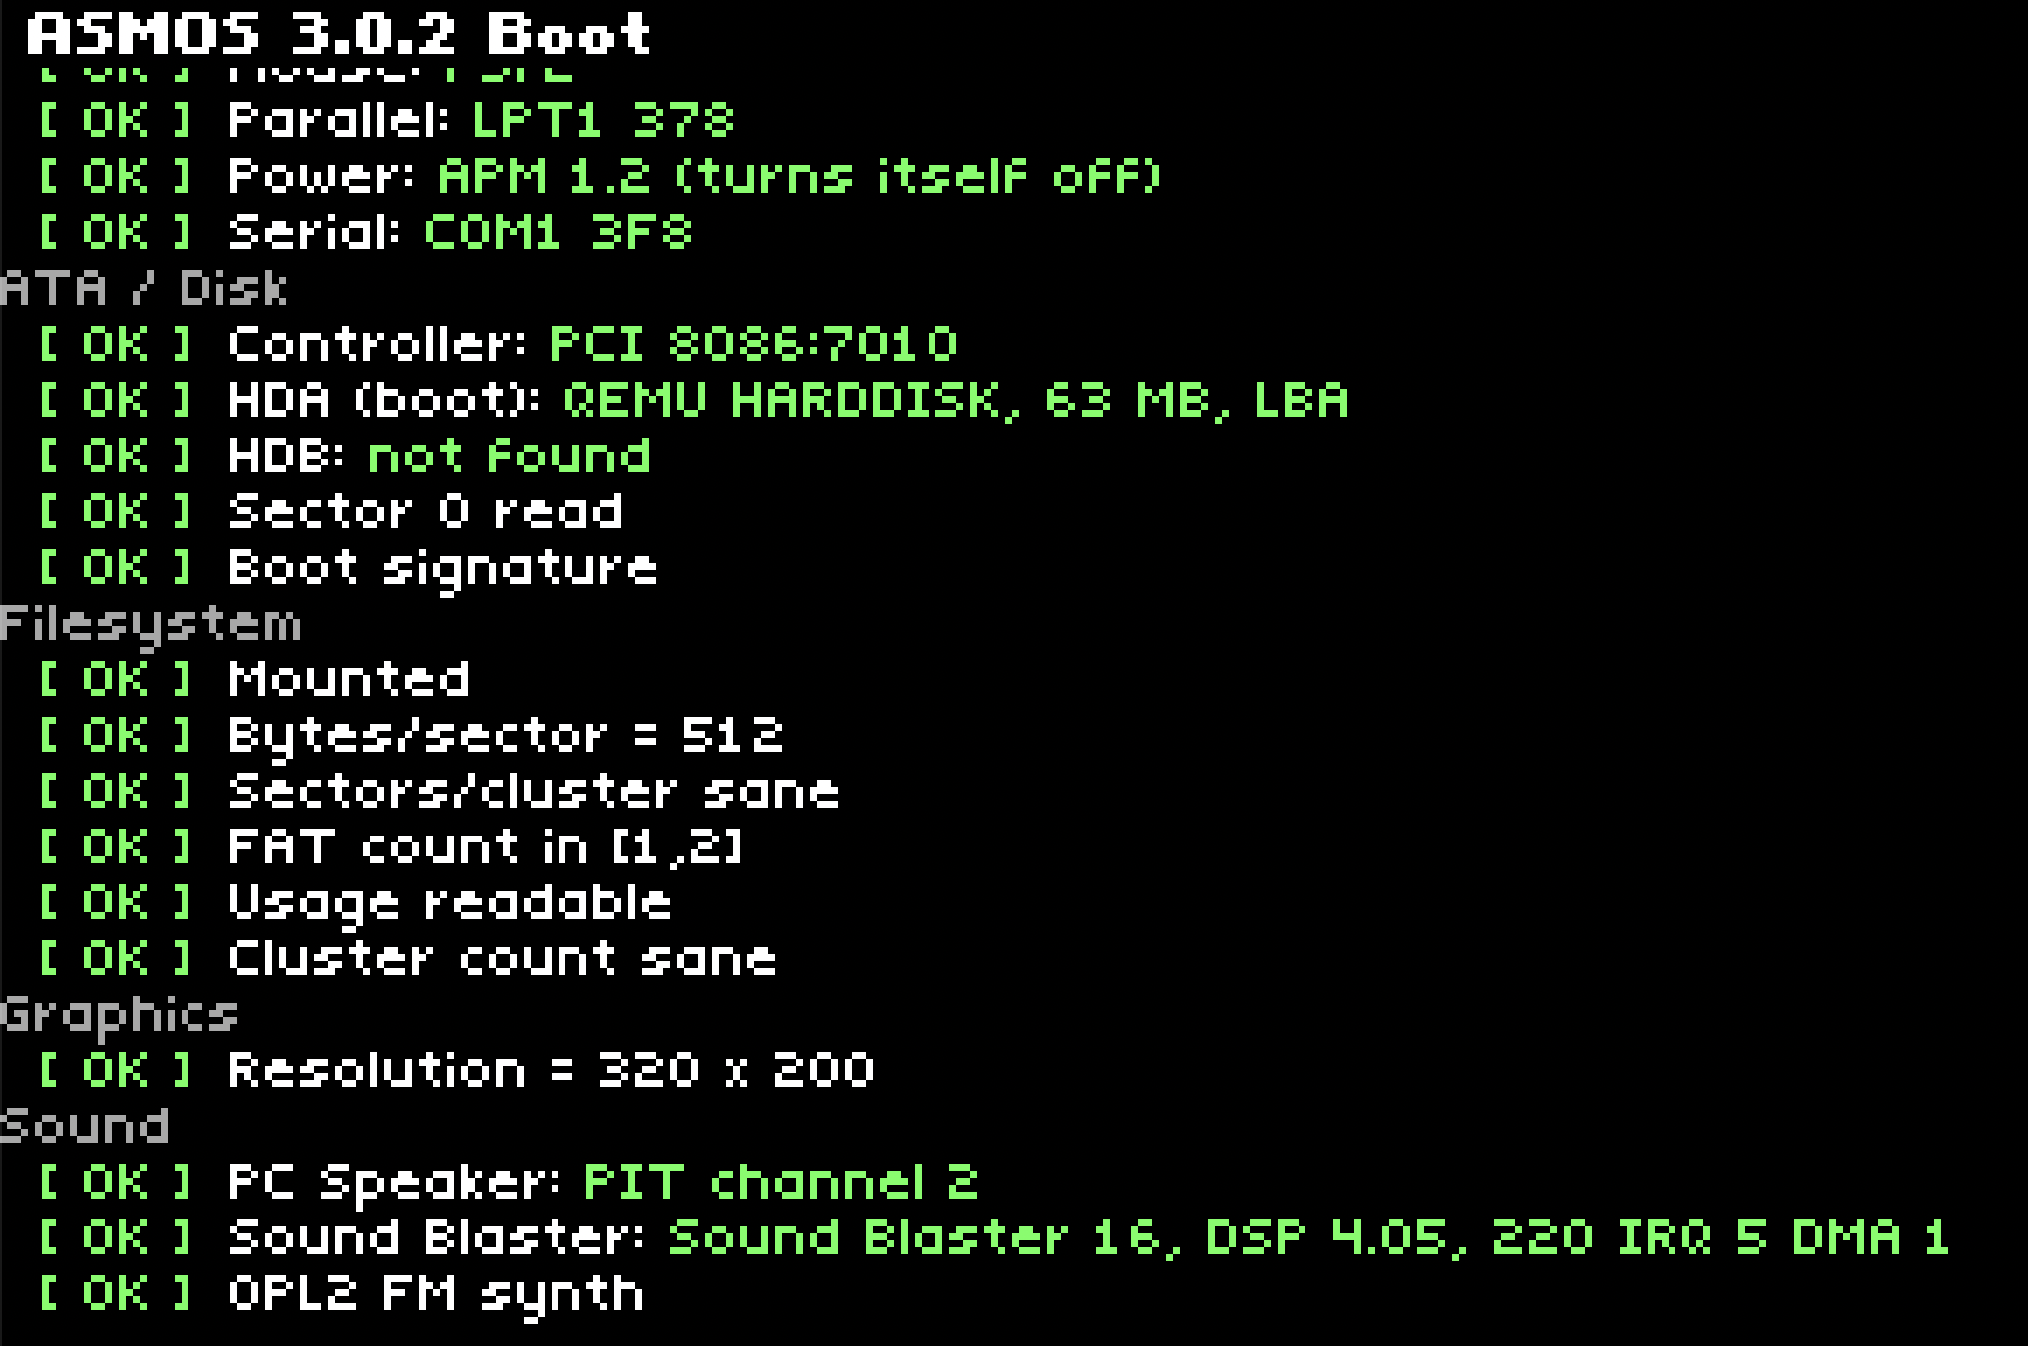 ASMOS 3.0.2 Boot
[ OK ] Mouse: PS/2
[ OK ] Parallel: LPT1 378
[ OK ] Power: APM 1.2 (turns itself off)
[ OK ] Serial: COM1 3F8
ATA / Disk
[ OK ] Controller: PCI 8086:7010
[ OK ] HDA (boot): QEMU HARDDISK, 63 MB, LBA
[ OK ] HDB: not found
[ OK ] Sector 0 read
[ OK ] Boot signature
Filesystem
[ OK ] Mounted
[ OK ] Bytes/sector = 512
[ OK ] Sectors/cluster sane
[ OK ] FAT count in [1,2]
[ OK ] Usage readable
[ OK ] Cluster count sane
Graphics
[ OK ] Resolution = 320 x 200
Sound
[ OK ] PC Speaker: PIT channel 2
[ OK ] Sound Blaster: Sound Blaster 16, DSP 4.05, 220 IRQ 5 DMA 1
[ OK ] OPL2 FM synth